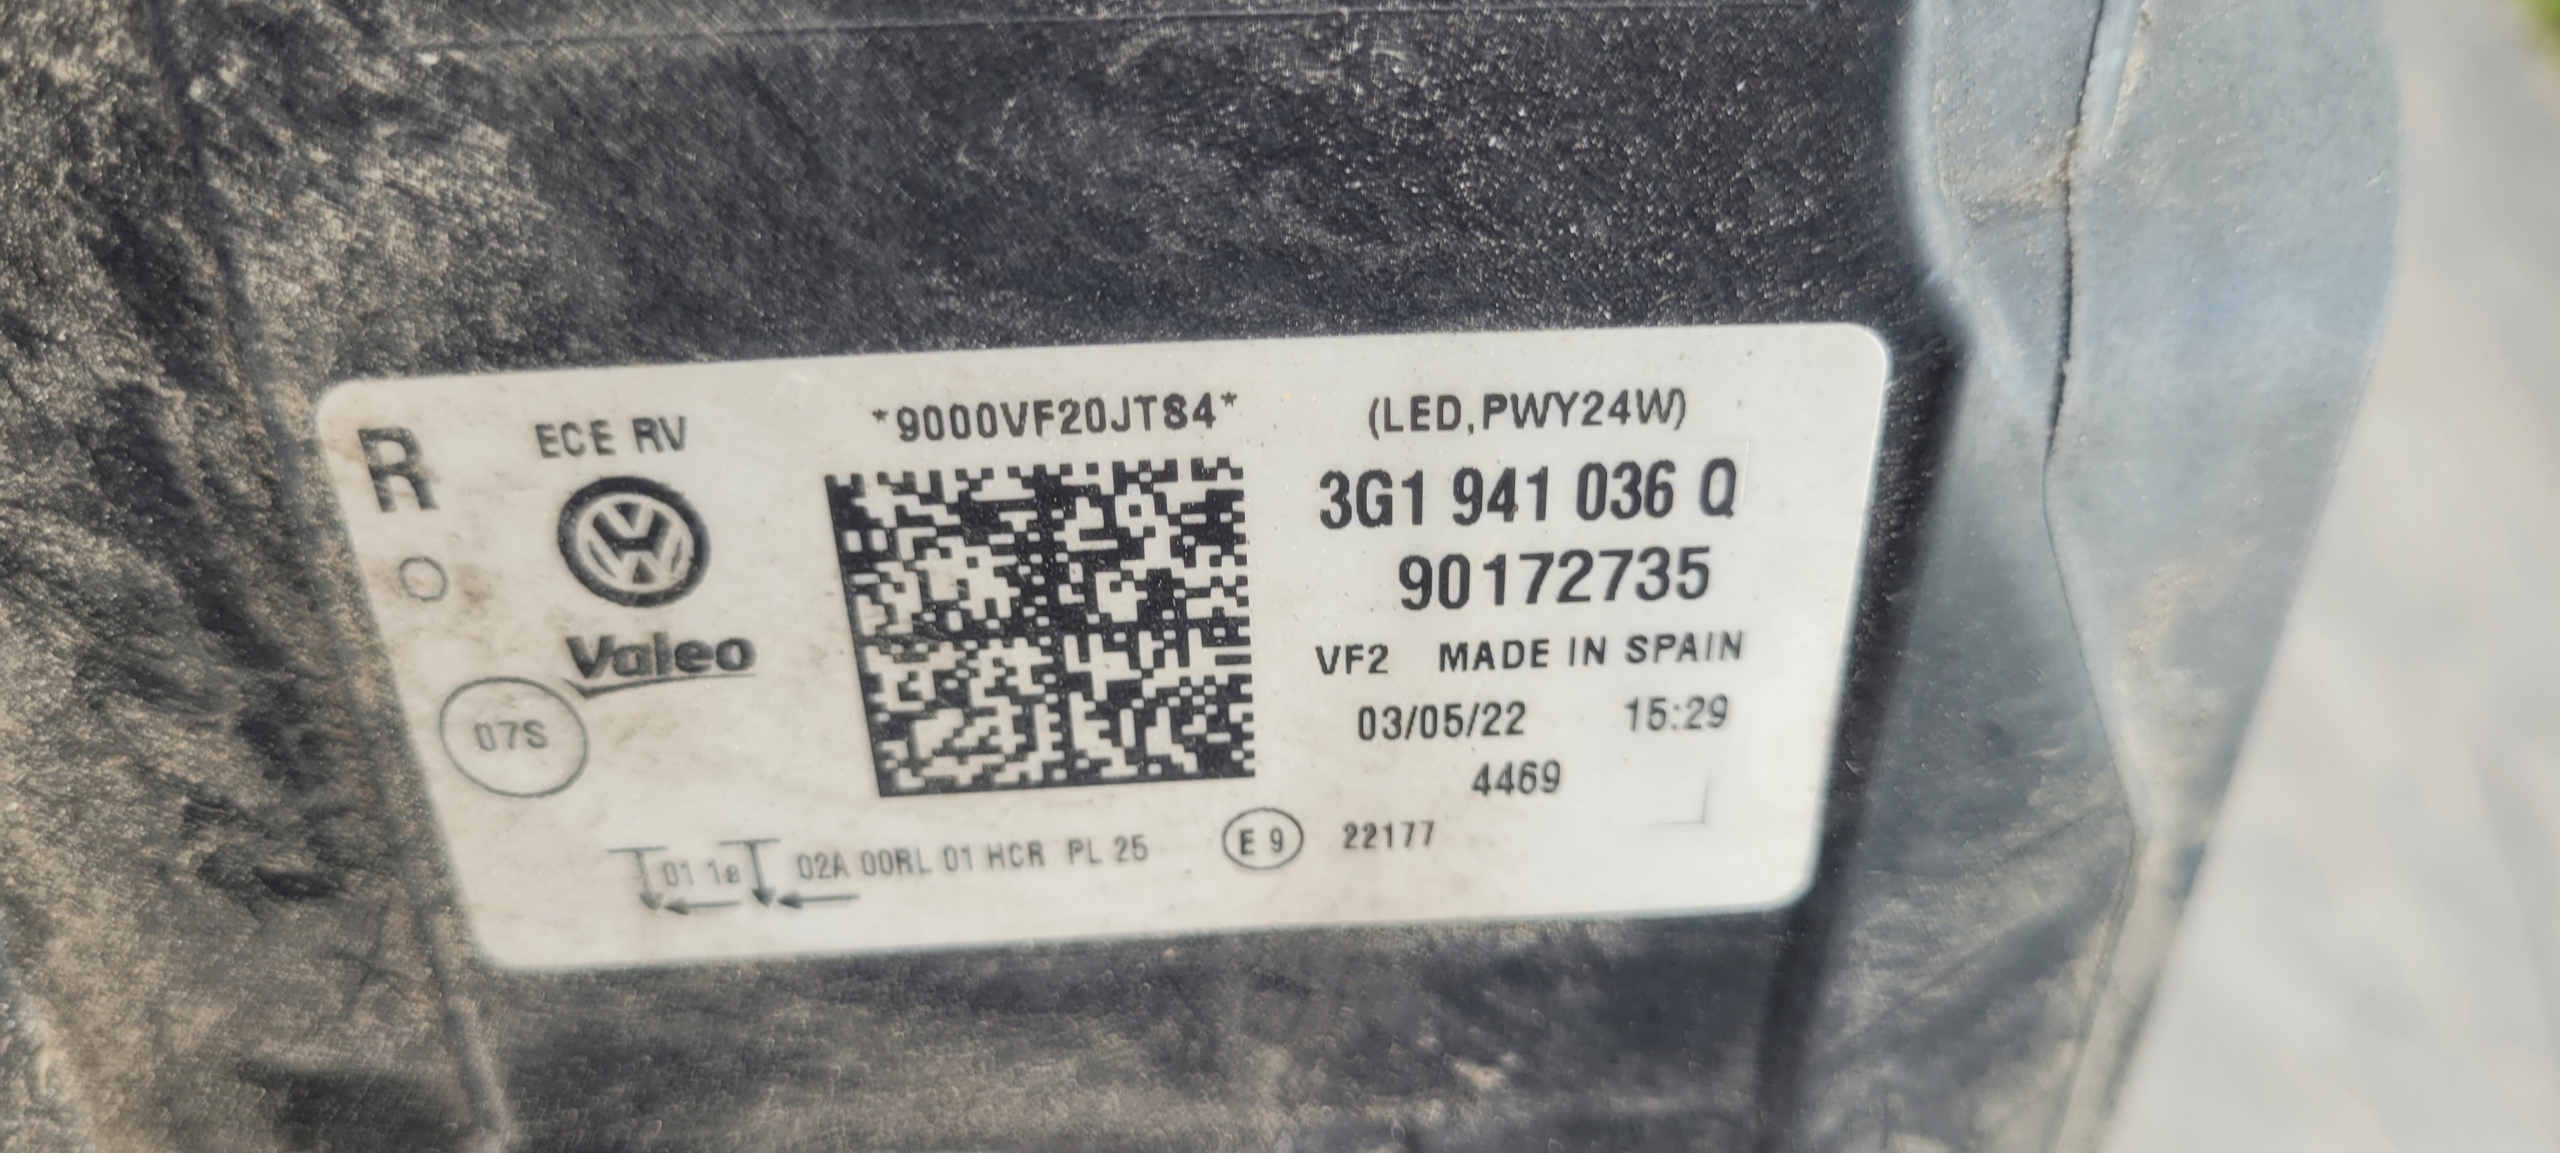 R
ECE RV
*9000VF20JTS4*
(LED,PWY24W)
3G1 941 036 Q
90172735
Valeo
VF2 MADE IN SPAIN
07S
03/05/22 15:29
4469
01 1a 02A 00RL 01 HCR PL 25
E 9 22177